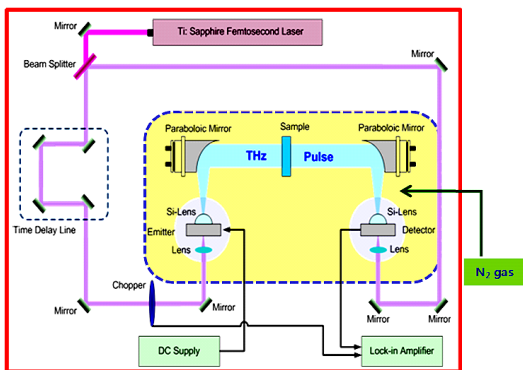 Mirror
Ti: Sapphire Femtosecond Laser
Beam Splitter
Mirror
Paraboloic Mirror
Sample
Paraboloic Mirror
THz
Pulse
Si-Lens
Emitter
Lens
Si-Lens
Detector
Lens
Time Delay Line
N2 gas
Chopper
Mirror
Mirror
Mirror
Mirror
DC Supply
Lock-in Amplifier